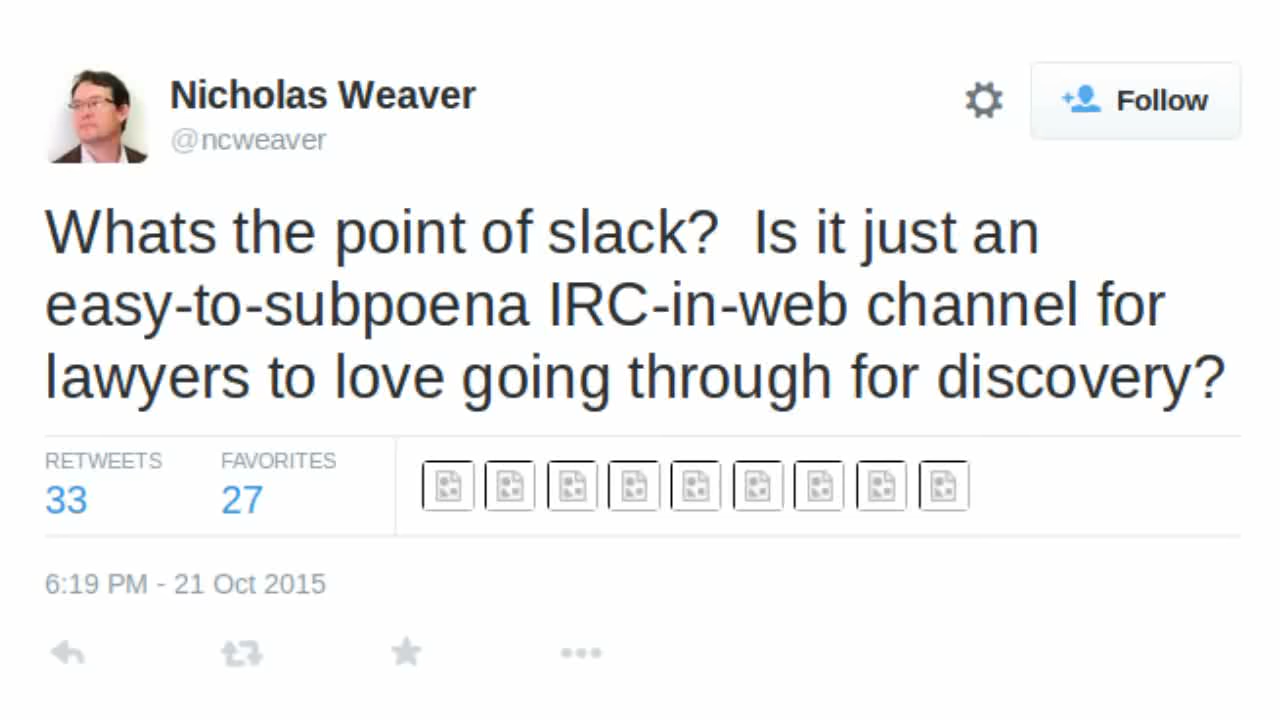 Nicholas Weaver
@ncweaver
Follow
Whats the point of slack?  Is it just an
easy-to-subpoena IRC-in-web channel for
lawyers to love going through for discovery?
RETWEETS FAVORITES
33 27
6:19 PM - 21 Oct 2015